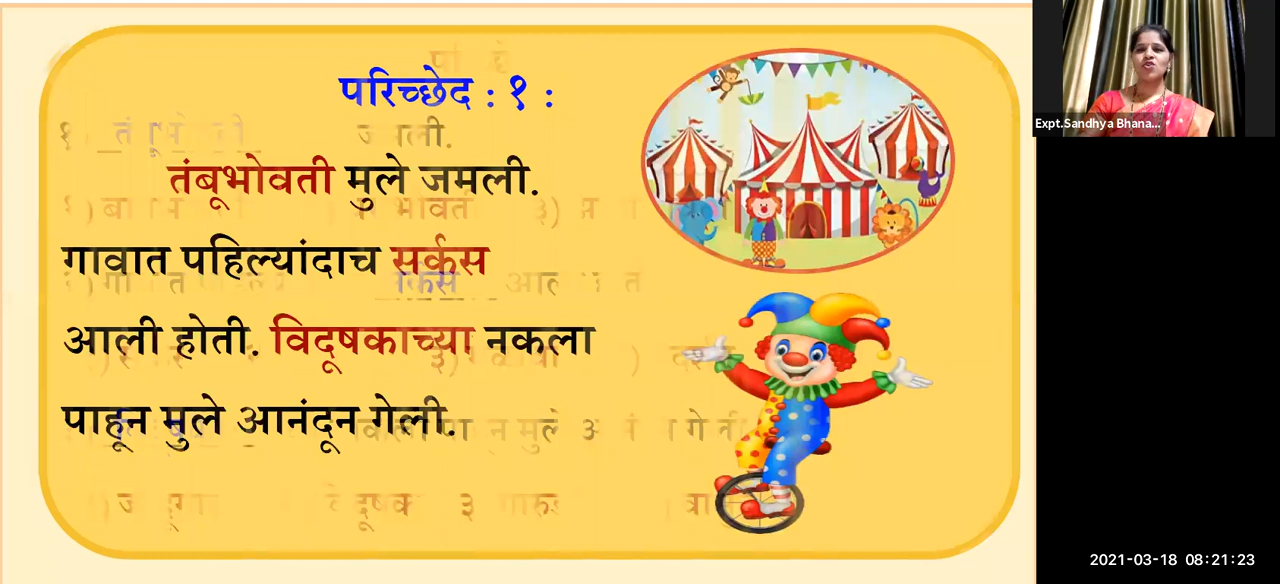 परिच्छेद : १ :
तंबूभोवती मुले जमली.
गावात पहिल्यांदाच सर्कस
आली होती. विदूषकाच्या नकला
पाहून मुले आनंदून गेली.
Expt.Sandhya Bhana...
2021-03-18 08:21:23